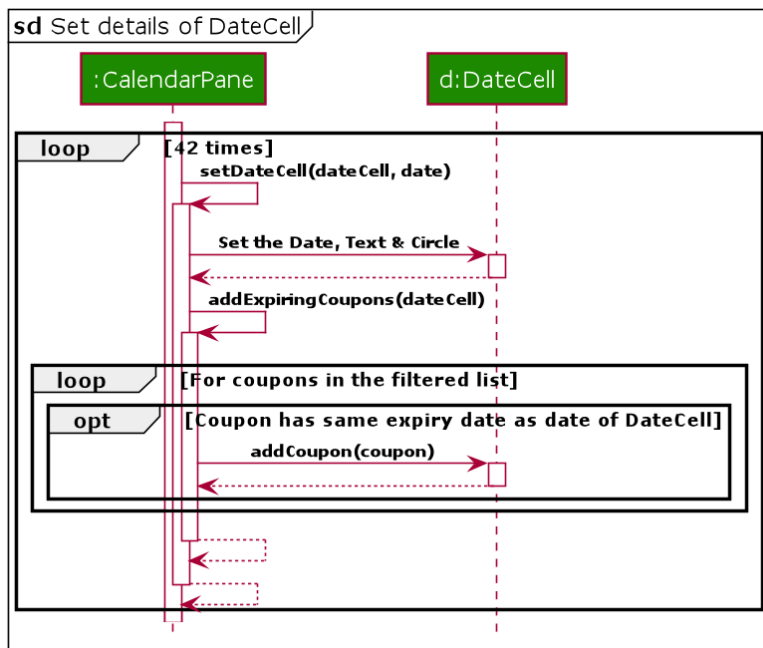 sd Set details of DateCell
:CalendarPane
d:DateCell
loop
[42 times]
setDateCell(dateCell, date)
Set the Date, Text & Circle
addExpiringCoupons(dateCell)
loop
[For coupons in the filtered list]
opt
[Coupon has same expiry date as date of DateCell]
addCoupon(coupon)